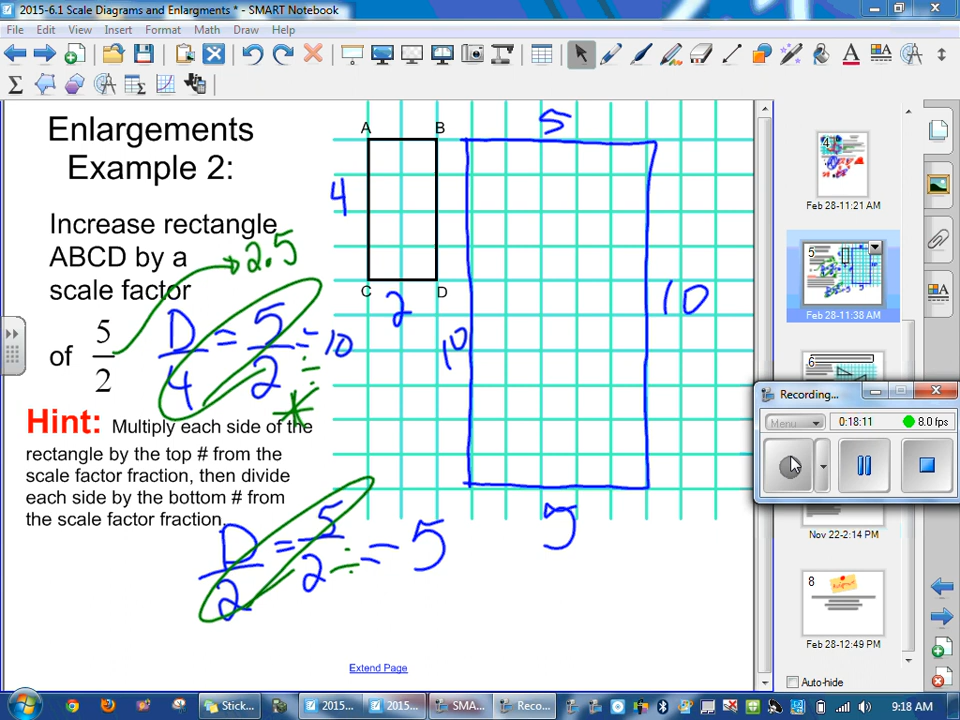 2015-6.1 Scale Diagrams and Enlargments * - SMART Notebook
File Edit View Insert Format Math Draw Help
Enlargements
Example 2:
Increase rectangle
ABCD by a
scale factor
of 5/2
→ 2.5
D/4 = 5/2 = 10
÷
*
Hint: Multiply each side of the
rectangle by the top # from the
scale factor fraction, then divide
each side by the bottom # from
the scale factor fraction.
D/2 = 5/2 ÷ = 5
A B
C D
4
2
5
10
10
5
Extend Page
4
Feb 28-11:21 AM
5
Feb 28-11:38 AM
6
Recording...
Menu
0:18:11
8.0 fps
Nov 22-2:14 PM
8
Feb 28-12:49 PM
Auto-hide
Stick...
2015...
2015...
SMA...
Reco...
9:18 AM